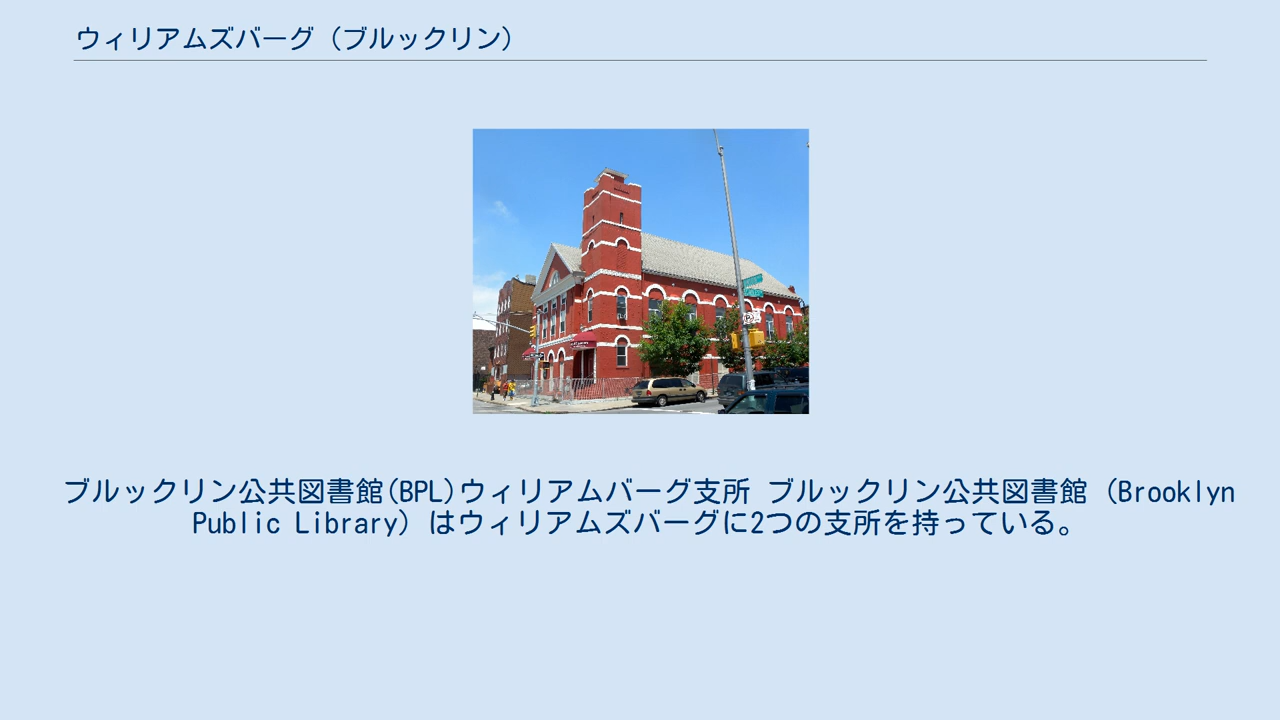 ウィリアムズバーグ (ブルックリン)
ブルックリン公共図書館(BPL)ウィリアムバーグ支所 ブルックリン公共図書館 (Brooklyn
Public Library) はウィリアムズバーグに2つの支所を持っている。